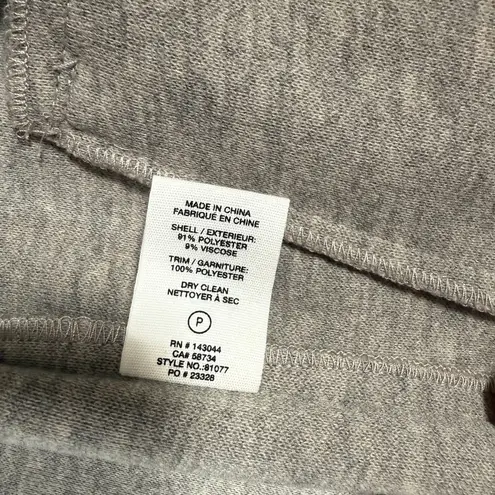 MADE IN CHINA
FABRIQUÉ EN CHINE
SHELL / EXTERIEUR:
91% POLYESTER
9% VISCOSE
TRIM / GARNITURE:
100% POLYESTER
DRY CLEAN
NETTOYER À SEC
P
RN # 143044
CA# 58734
STYLE NO.:81077
PO # 23328